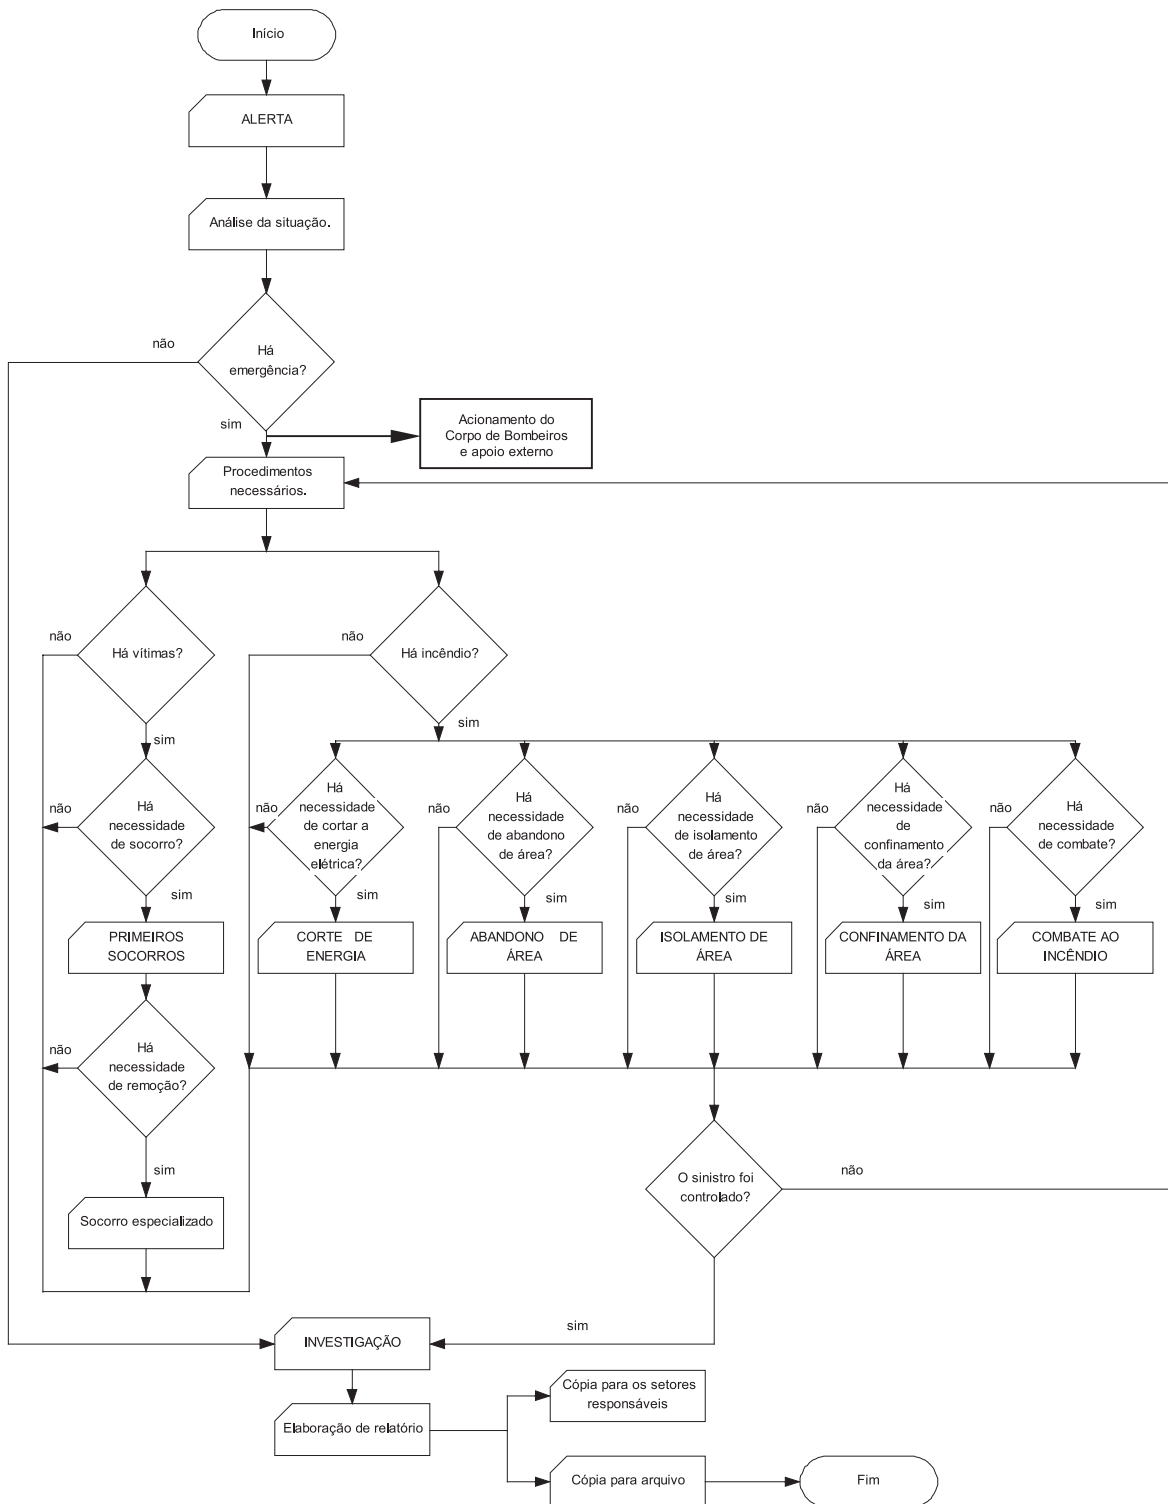 Início
ALERTA
Análise da situação.
não
Há
emergência?
sim
Acionamento do
Corpo de Bombeiros
e apoio externo
Procedimentos
necessários.
não
Há vítimas?
sim
não
Há incêndio?
sim
não
Há
necessidade
de socorro?
sim
não
Há
necessidade
de cortar a
energia
elétrica?
sim
não
Há
necessidade
de abandono
de área?
sim
não
Há
necessidade
de isolamento
de área?
sim
não
Há
necessidade
de
confinamento
da área?
sim
não
Há
necessidade
de combate?
sim
PRIMEIROS
SOCORROS
CORTE DE
ENERGIA
ABANDONO DE
ÁREA
ISOLAMENTO DE
ÁREA
CONFINAMENTO DA
ÁREA
COMBATE AO
INCÊNDIO
não
Há
necessidade
de remoção?
sim
Socorro especializado
O sinistro foi
controlado?
não
sim
INVESTIGAÇÃO
Elaboração de relatório
Cópia para os setores
responsáveis
Cópia para arquivo
Fim